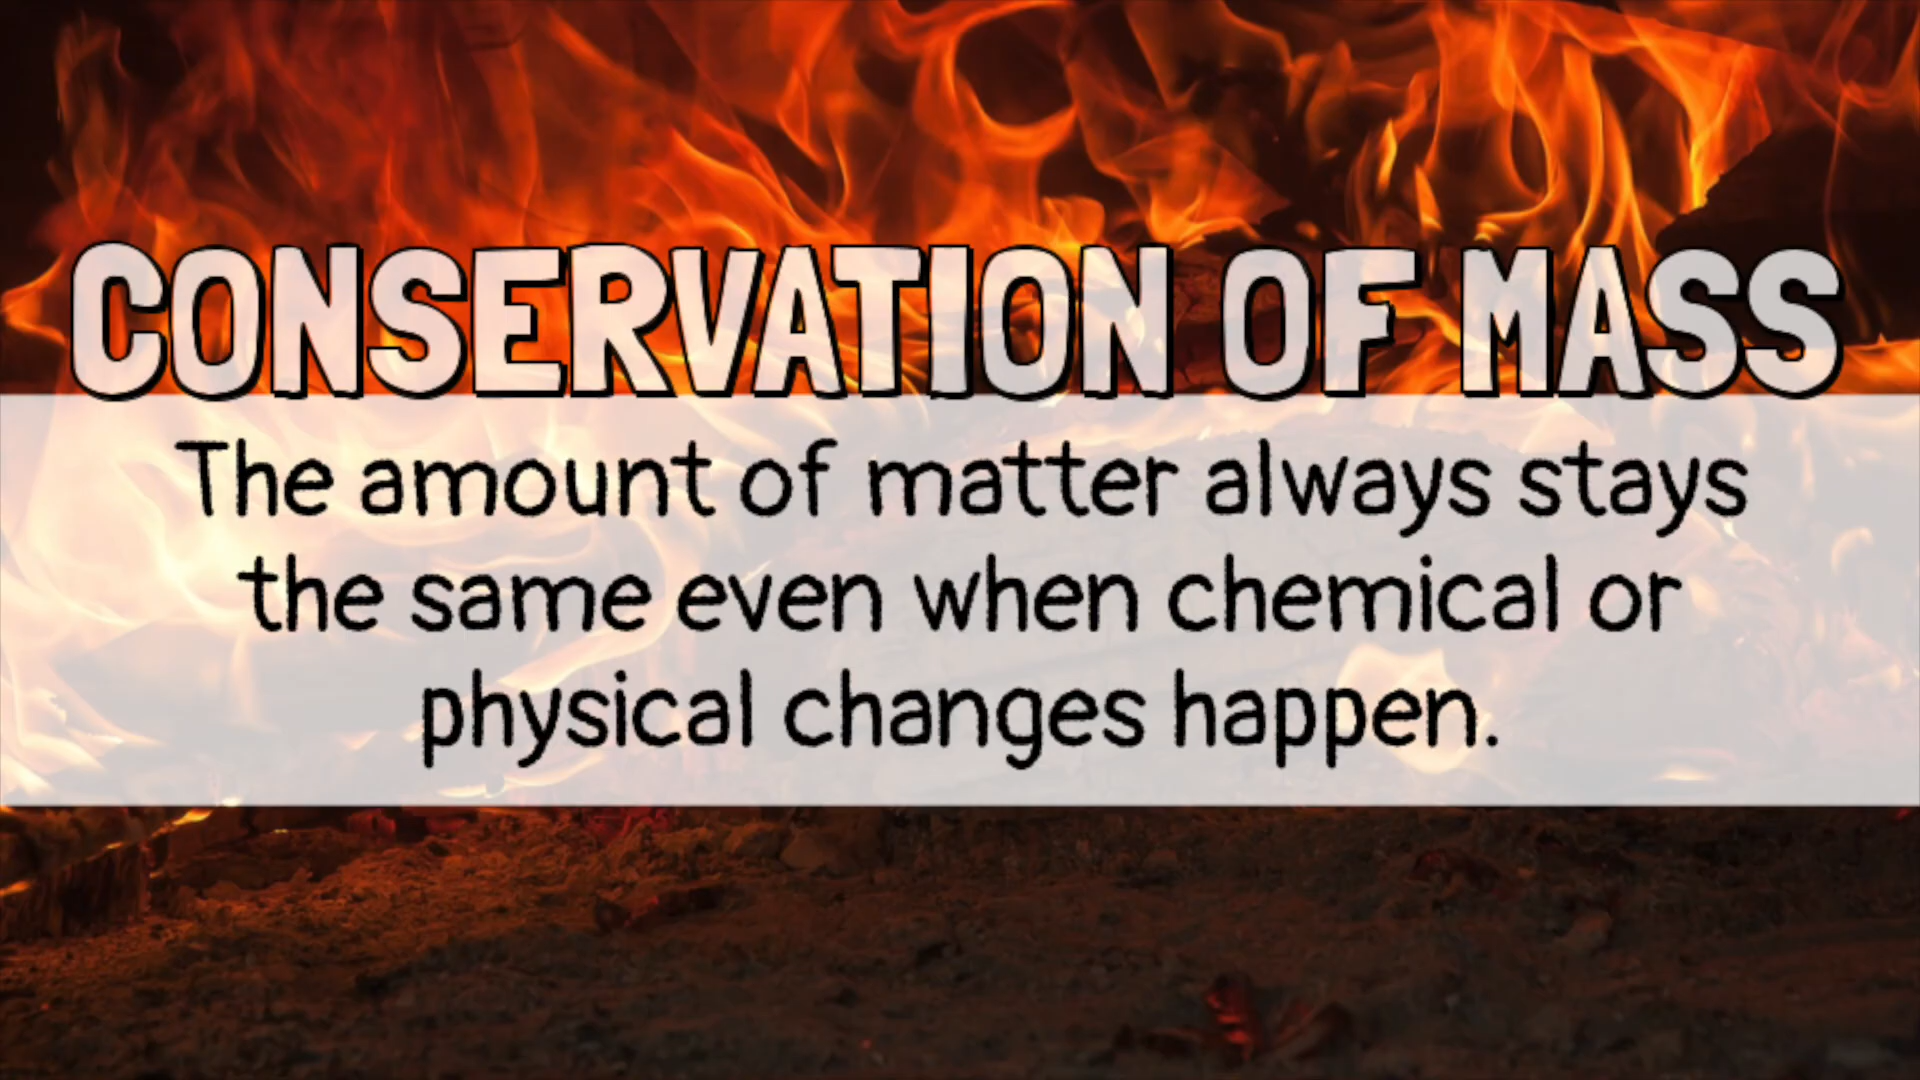 CONSERVATION OF MASS
The amount of matter always stays
the same even when chemical or
physical changes happen.